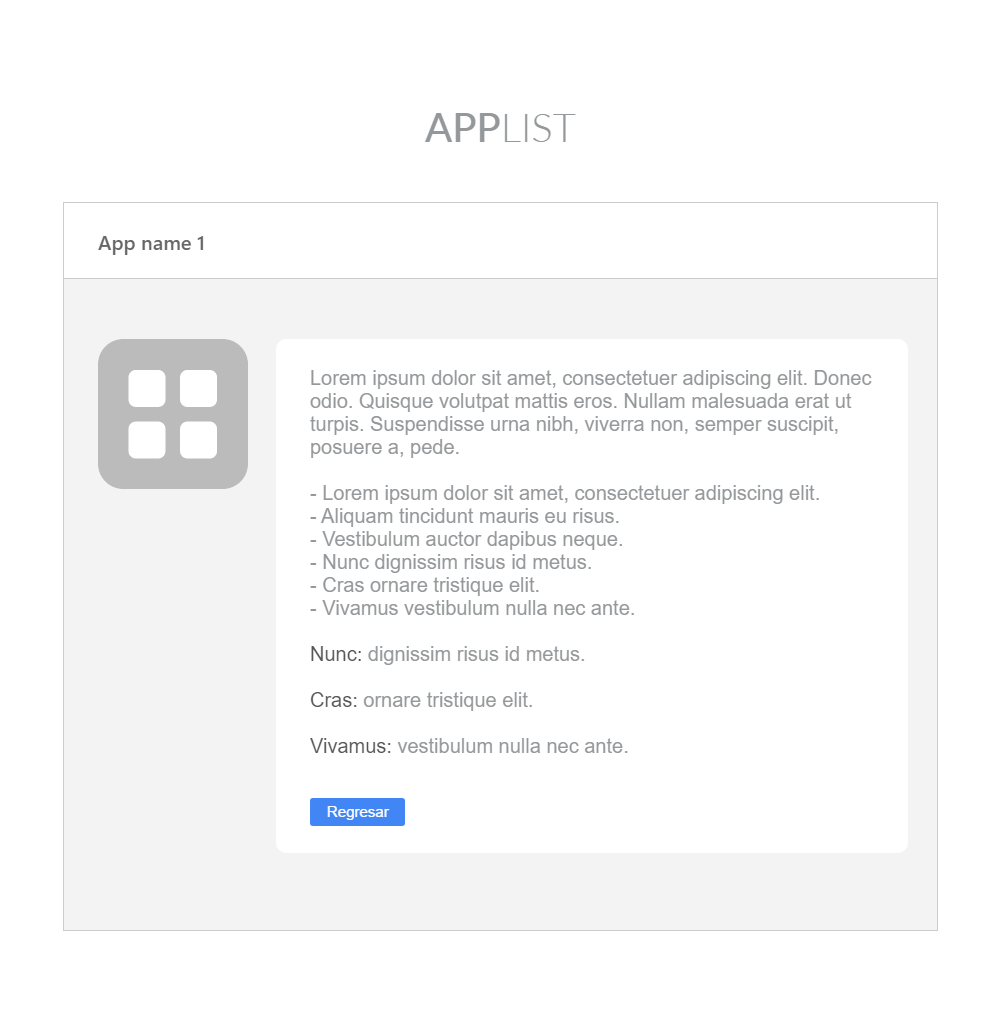 APPLIST
App name 1
Lorem ipsum dolor sit amet, consectetuer adipiscing elit. Donec
odio. Quisque volutpat mattis eros. Nullam malesuada erat ut
turpis. Suspendisse urna nibh, viverra non, semper suscipit,
posuere a, pede.
- Lorem ipsum dolor sit amet, consectetuer adipiscing elit.
- Aliquam tincidunt mauris eu risus.
- Vestibulum auctor dapibus neque.
- Nunc dignissim risus id metus.
- Cras ornare tristique elit.
- Vivamus vestibulum nulla nec ante.
Nunc: dignissim risus id metus.
Cras: ornare tristique elit.
Vivamus: vestibulum nulla nec ante.
Regresar